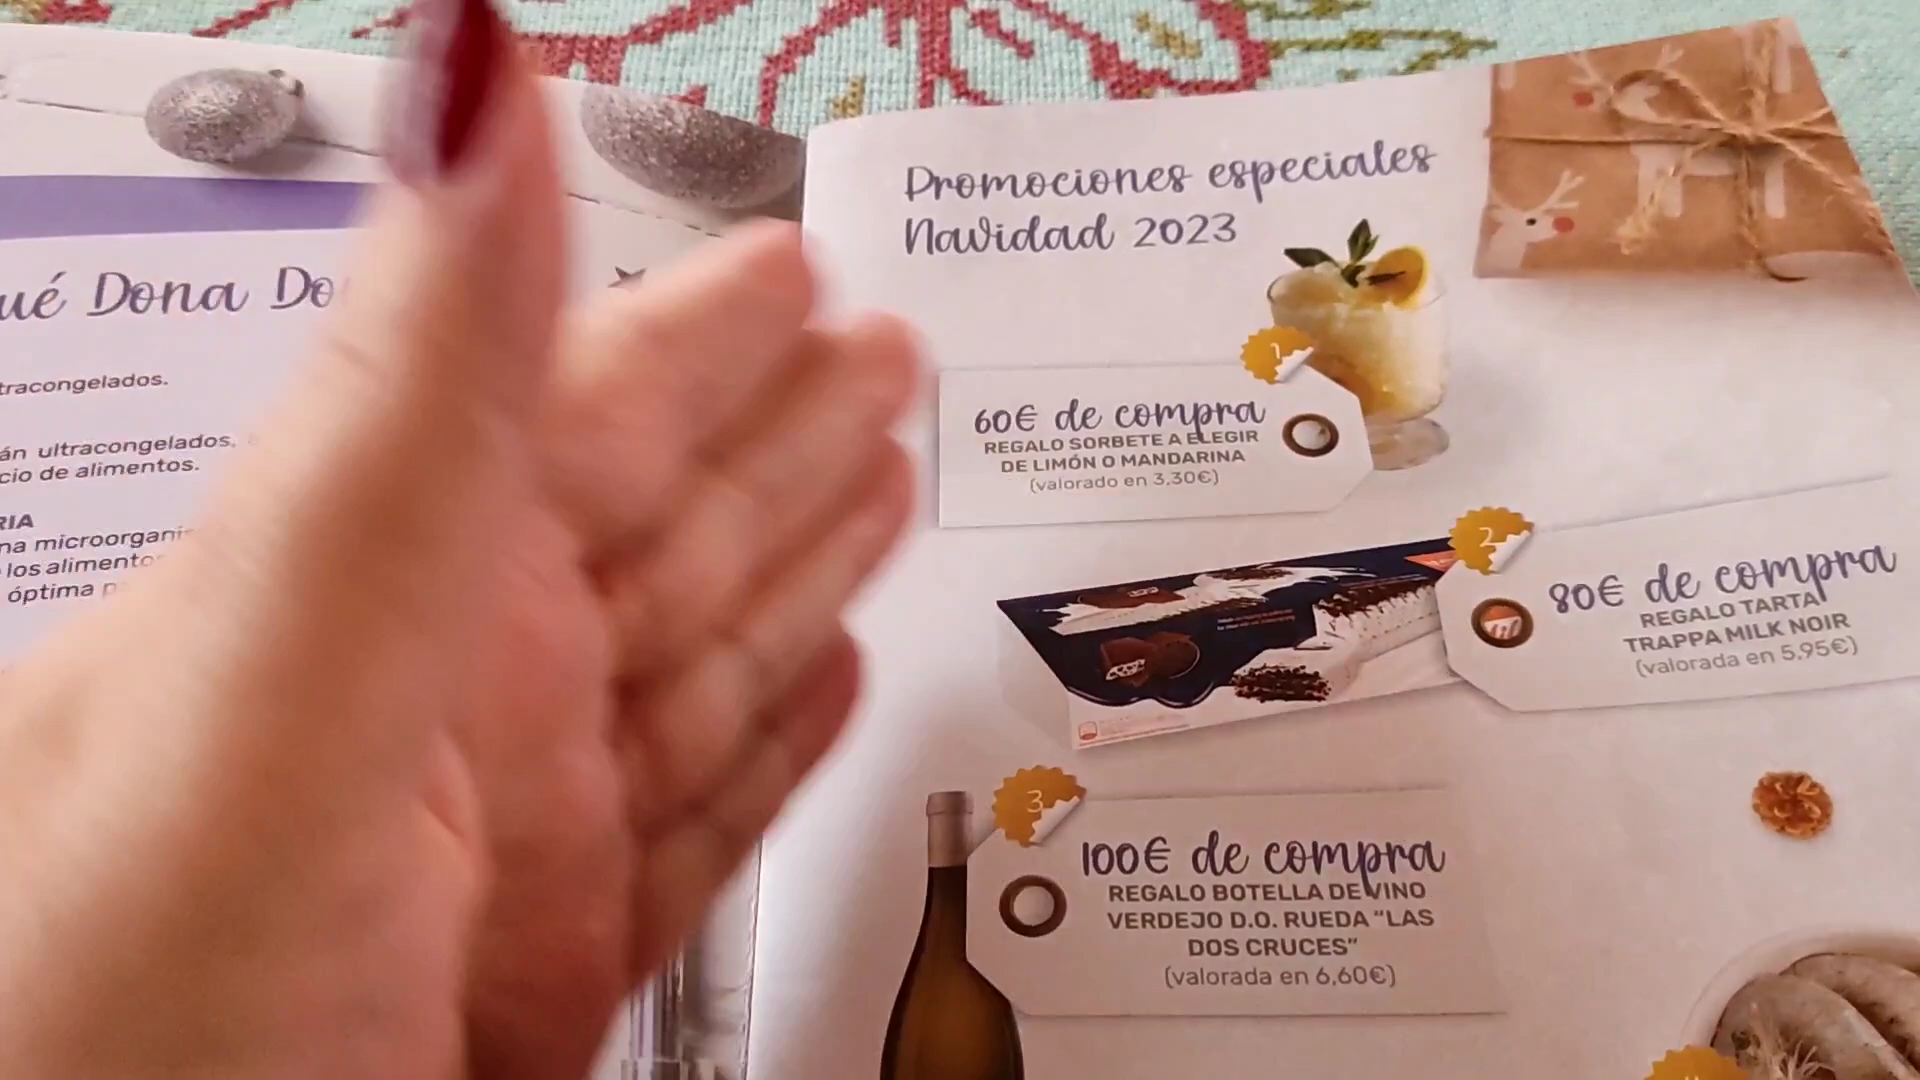 ué Dona Do
tracongelados.
án ultracongelados,
cio de alimentos.
RIA
na microorgani
los alimento
óptima p
Promociones especiales
Navidad 2023
1
60€ de compra
REGALO SORBETE A ELEGIR
DE LIMÓN O MANDARINA
(valorado en 3,30€)
2
80€ de compra
REGALO TARTA
TRAPPA MILK NOIR
(valorada en 5,95€)
3
100€ de compra
REGALO BOTELLA DE VINO
VERDEJO D.O. RUEDA “LAS
DOS CRUCES”
(valorada en 6,60€)